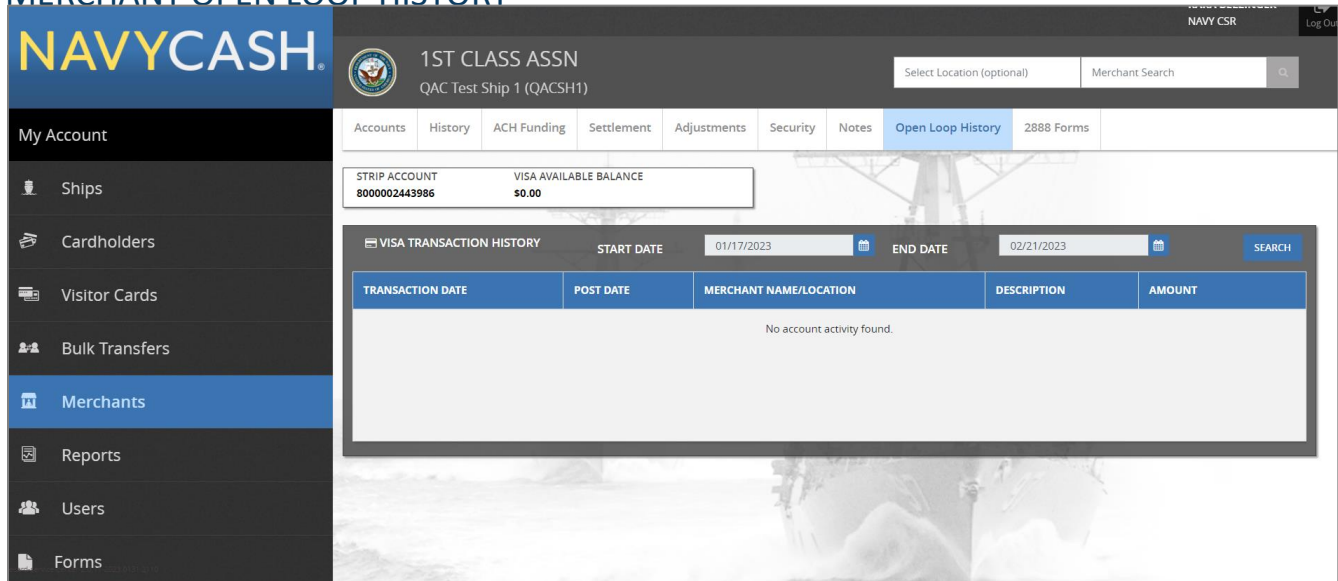 MERCHANT OPEN LOOP HISTORY
NAVYCASH®
NAVY CSR
Log Out
1ST CLASS ASSN
QAC Test Ship 1 (QACSH1)
Select Location (optional) Merchant Search
My Account
Ships
Cardholders
Visitor Cards
Bulk Transfers
Merchants
Reports
Users
Forms
Accounts History ACH Funding Settlement Adjustments Security Notes Open Loop History 2888 Forms
STRIP ACCOUNT VISA AVAILABLE BALANCE
8000002443986 $0.00
VISA TRANSACTION HISTORY START DATE 01/17/2023 END DATE 02/21/2023 SEARCH
TRANSACTION DATE POST DATE MERCHANT NAME/LOCATION DESCRIPTION AMOUNT
No account activity found.